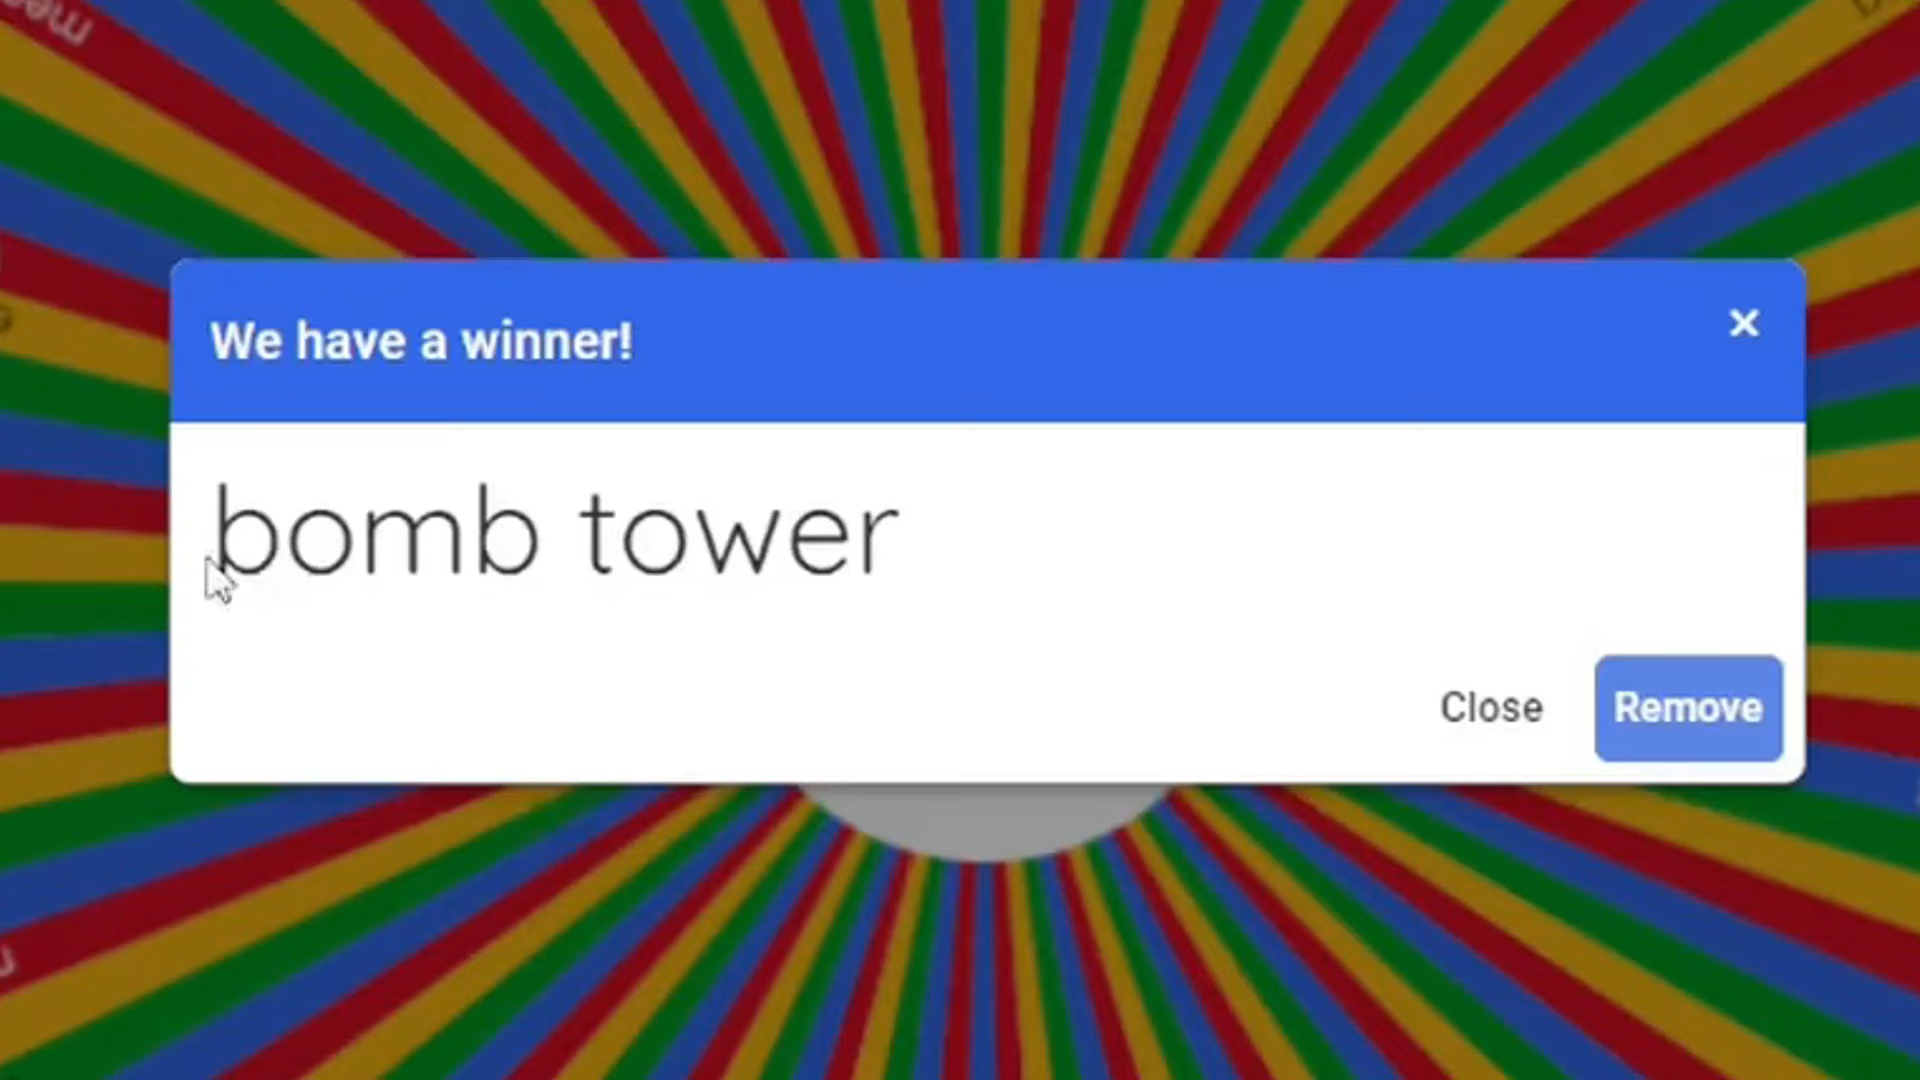 We have a winner!
×
bomb tower
Close
Remove